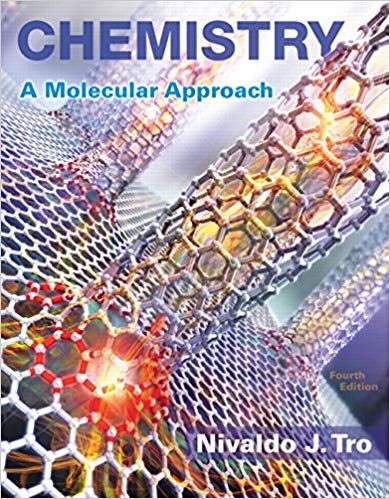 CHEMISTRY
A Molecular Approach
Fourth
Edition
Nivaldo J. Tro